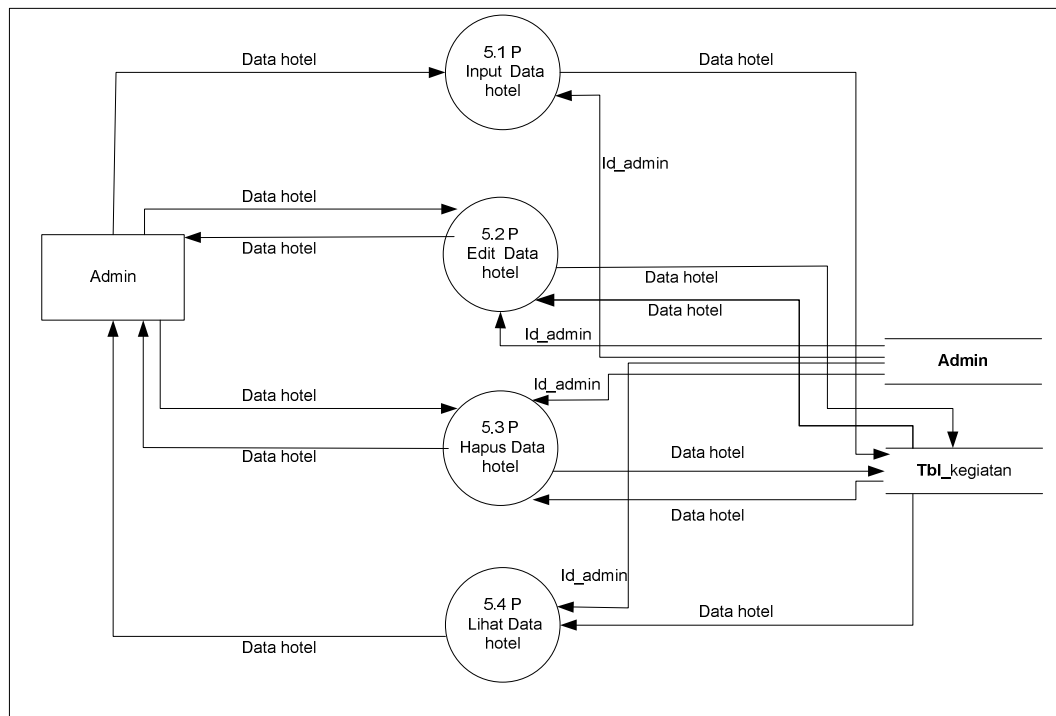 5.1 P
Input Data
hotel
Data hotel
Data hotel
Id_admin
Data hotel
5.2 P
Edit Data
hotel
Data hotel
Admin
Data hotel
Data hotel
Id_admin
Admin
Id_admin
Data hotel
5.3 P
Hapus Data
hotel
Data hotel
Data hotel
Tbl_kegiatan
Data hotel
5.4 P
Lihat Data
hotel
Id_admin
Data hotel
Data hotel